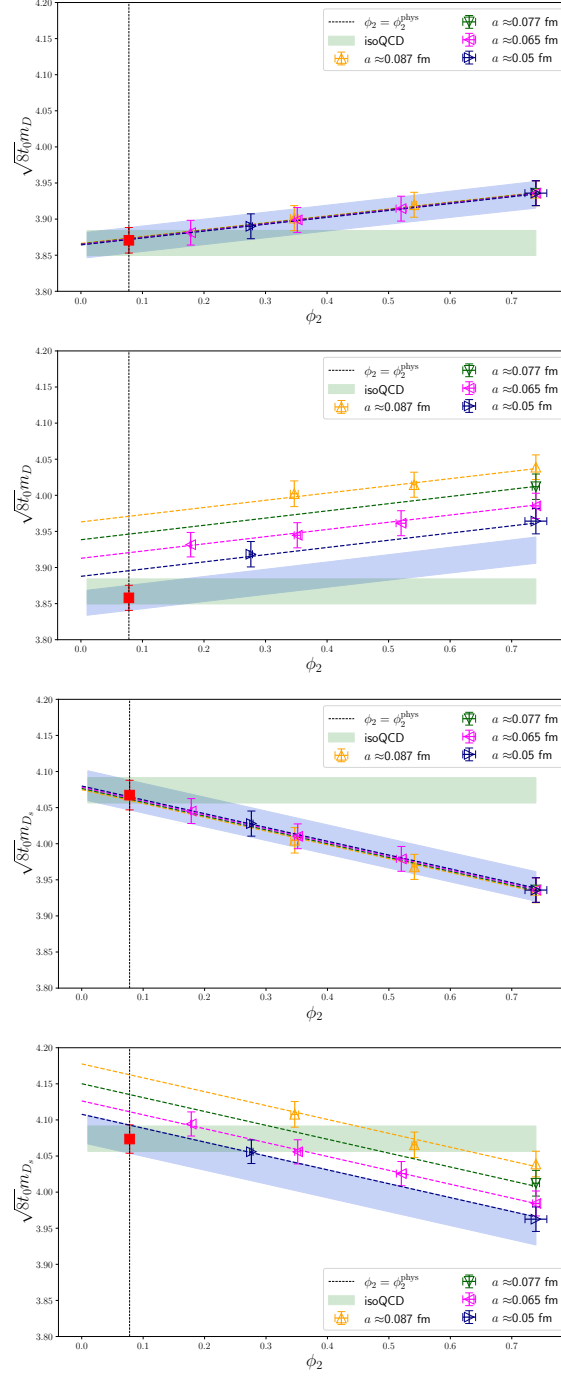 4.20
4.15
4.10
4.05
4.00
3.95
3.90
3.85
3.80
√8t₀m_D
ϕ₂ = ϕ₂^phys
isoQCD
a ≈0.087 fm
a ≈0.077 fm
a ≈0.065 fm
a ≈0.05 fm
0.0 0.1 0.2 0.3 0.4 0.5 0.6 0.7
ϕ₂
4.20
4.15
4.10
4.05
4.00
3.95
3.90
3.85
3.80
√8t₀m_D
ϕ₂ = ϕ₂^phys
isoQCD
a ≈0.087 fm
a ≈0.077 fm
a ≈0.065 fm
a ≈0.05 fm
0.0 0.1 0.2 0.3 0.4 0.5 0.6 0.7
ϕ₂
4.20
4.15
4.10
4.05
4.00
3.95
3.90
3.85
3.80
√8t₀m_{D_s}
ϕ₂ = ϕ₂^phys
isoQCD
a ≈0.087 fm
a ≈0.077 fm
a ≈0.065 fm
a ≈0.05 fm
0.0 0.1 0.2 0.3 0.4 0.5 0.6 0.7
ϕ₂
4.20
4.15
4.10
4.05
4.00
3.95
3.90
3.85
3.80
√8t₀m_{D_s}
ϕ₂ = ϕ₂^phys
isoQCD
a ≈0.087 fm
a ≈0.077 fm
a ≈0.065 fm
a ≈0.05 fm
0.0 0.1 0.2 0.3 0.4 0.5 0.6 0.7
ϕ₂